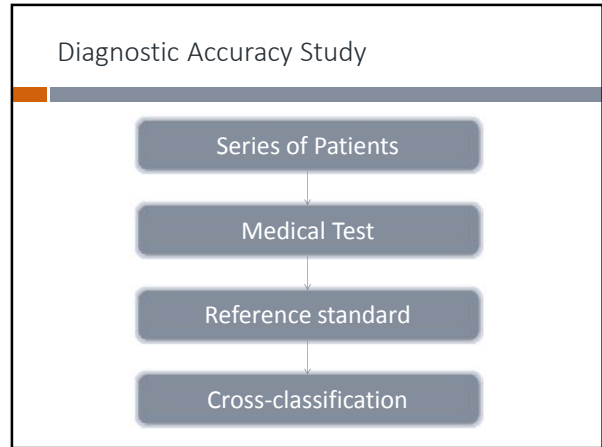 Diagnostic Accuracy Study
Series of Patients
Medical Test
Reference standard
Cross-classification